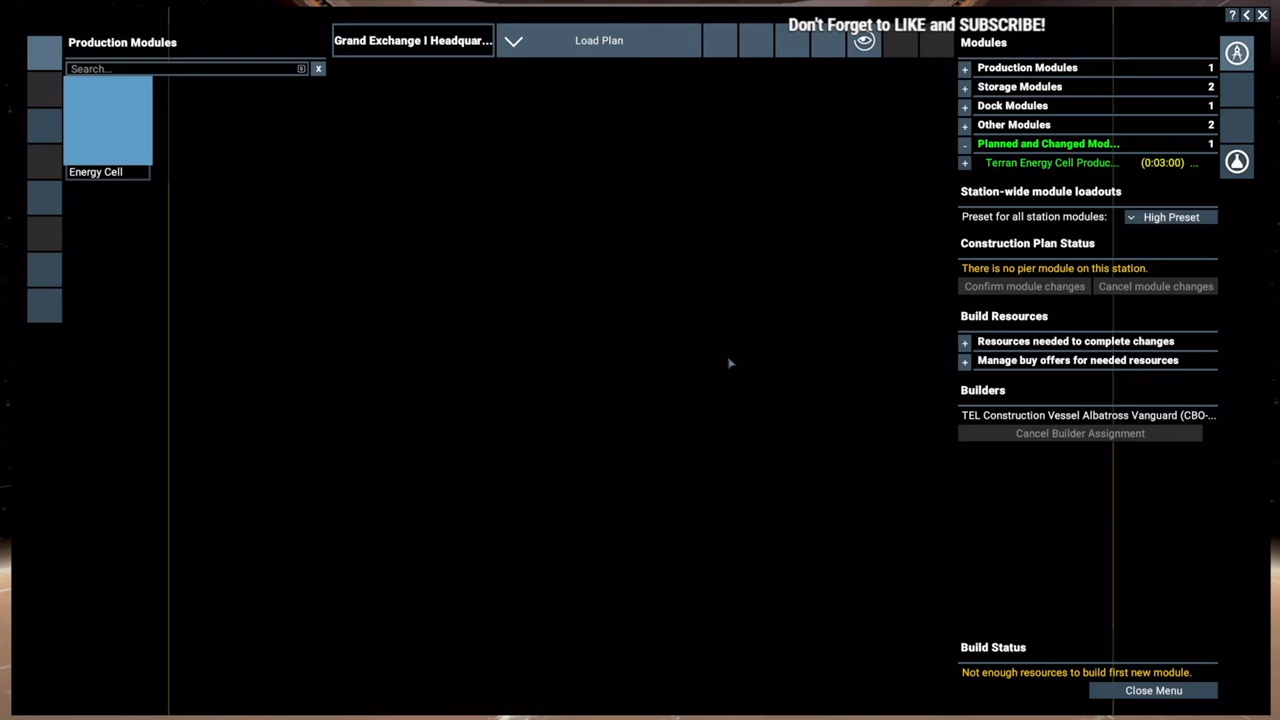 Don't Forget to LIKE and SUBSCRIBE!
? < X
Production Modules
Grand Exchange I Headquar...
Load Plan
Search...
x
Energy Cell
Modules
+ Production Modules 1
+ Storage Modules 2
+ Dock Modules 1
+ Other Modules 2
- Planned and Changed Mod... 1
+ Terran Energy Cell Produc... (0:03:00) ...
Station-wide module loadouts
Preset for all station modules: High Preset
Construction Plan Status
There is no pier module on this station.
Confirm module changes Cancel module changes
Build Resources
+ Resources needed to complete changes
+ Manage buy offers for needed resources
Builders
TEL Construction Vessel Albatross Vanguard (CBO-...
Cancel Builder Assignment
Build Status
Not enough resources to build first new module.
Close Menu